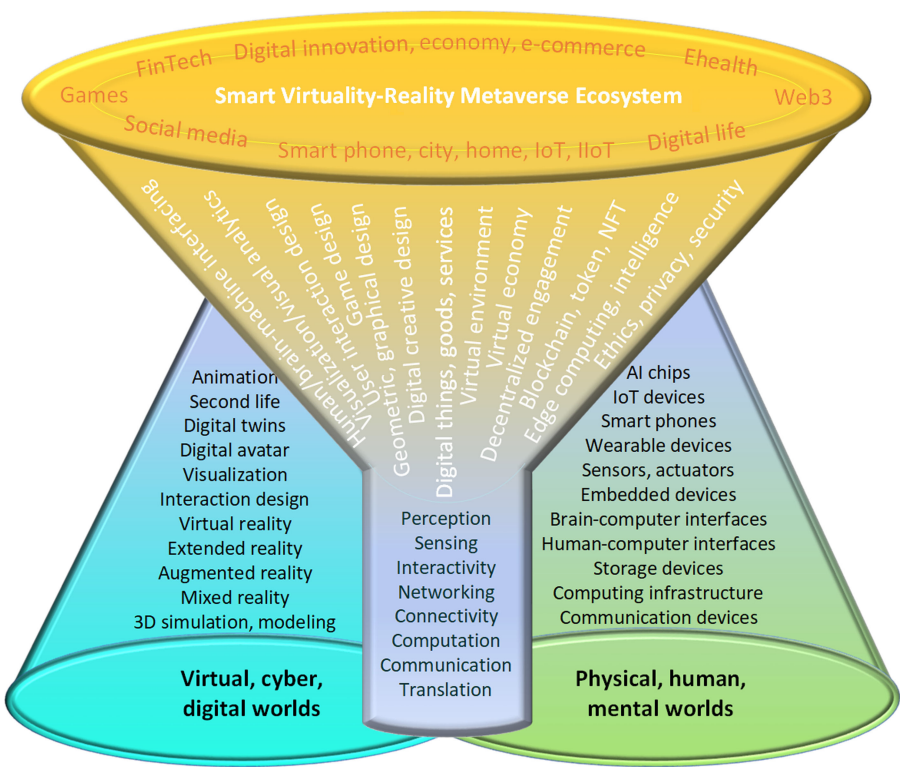 Digital innovation, economy, e-commerce
FinTech
Ehealth
Games
Smart Virtuality-Reality Metaverse Ecosystem
Web3
Social media
Smart phone, city, home, IoT, IIoT
Digital life
Human/brain-machine interfacing
Visualization/visual analytics
User interaction design
Game design
Geometric, graphical design
Digital creative design
Digital things, goods, services
Virtual environment
Virtual economy
Decentralized engagement
Blockchain, token, NFT
Edge computing, intelligence
Ethics, privacy, security
Animation
Second life
Digital twins
Digital avatar
Visualization
Interaction design
Virtual reality
Extended reality
Augmented reality
Mixed reality
3D simulation, modeling
Virtual, cyber,
digital worlds
Perception
Sensing
Interactivity
Networking
Connectivity
Computation
Communication
Translation
AI chips
IoT devices
Smart phones
Wearable devices
Sensors, actuators
Embedded devices
Brain-computer interfaces
Human-computer interfaces
Storage devices
Computing infrastructure
Communication devices
Physical, human,
mental worlds